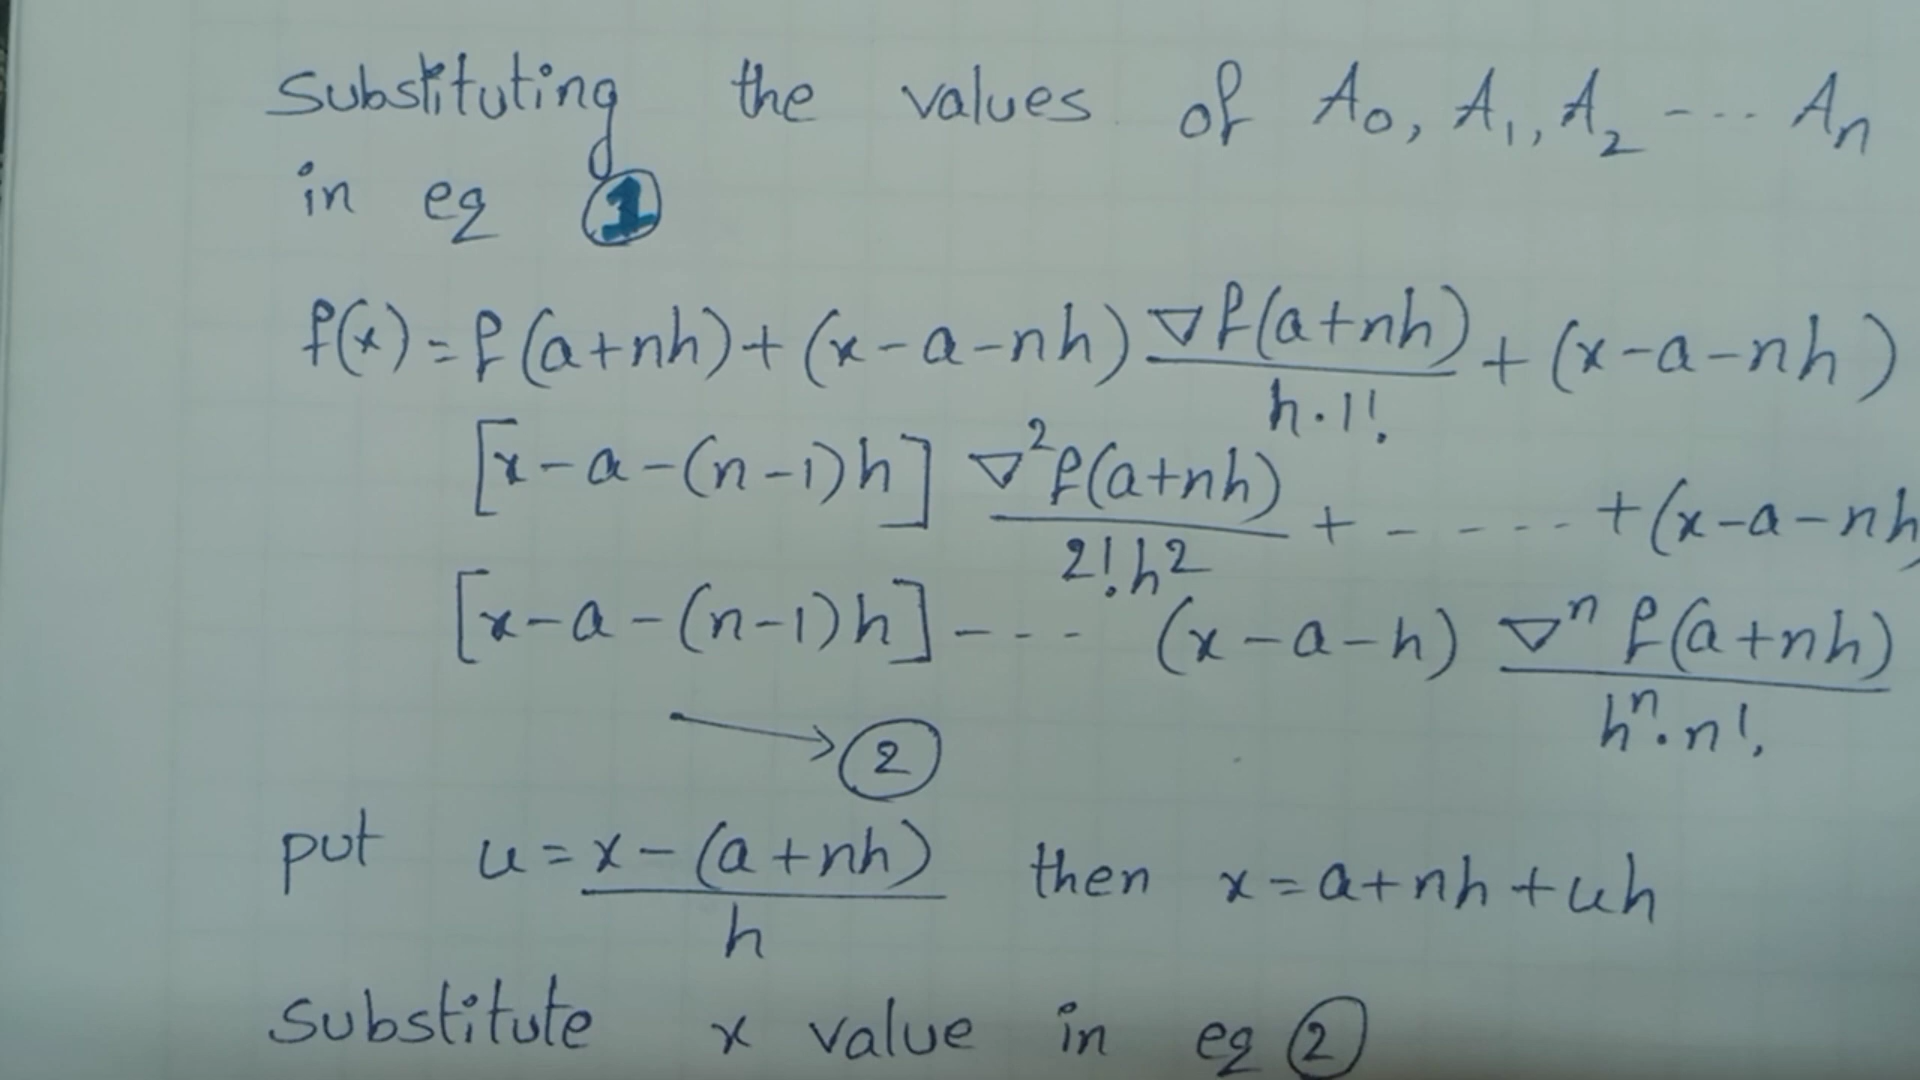 Substituting the values of A₀, A₁, A₂ --- Aₙ
in eq ①
f(x) = f(a+nh) + (x-a-nh) ∇f(a+nh)/h·1! + (x-a-nh)
[x-a-(n-1)h] ∇²f(a+nh)/2!h² + - - - - - + (x-a-nh
[x-a-(n-1)h] - - - - (x-a-h) ∇ⁿ f(a+nh)/hⁿ·n!
→ ②
put u = x-(a+nh)/h then x = a+nh+uh
Substitute x value in eq ②